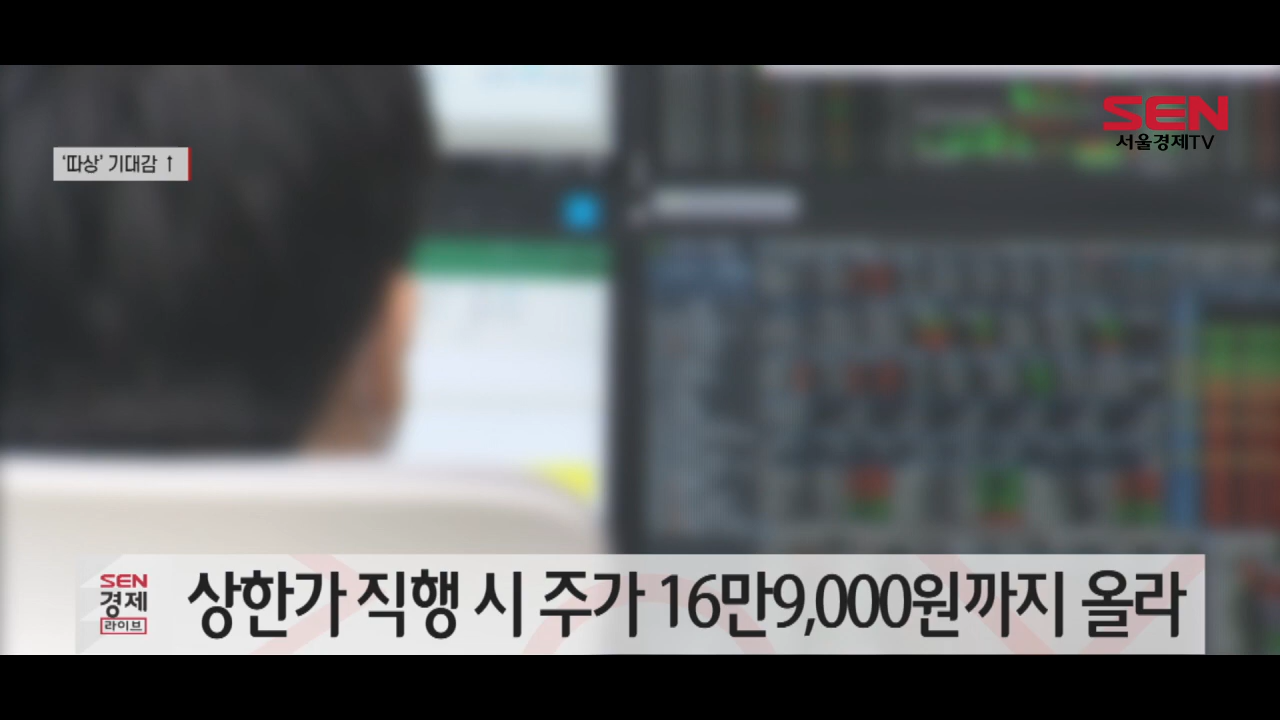 SEN
서울경제TV
'따상' 기대감 ↑
SEN
경제
라이브
상한가 직행 시 주가 16만9,000원까지 올라